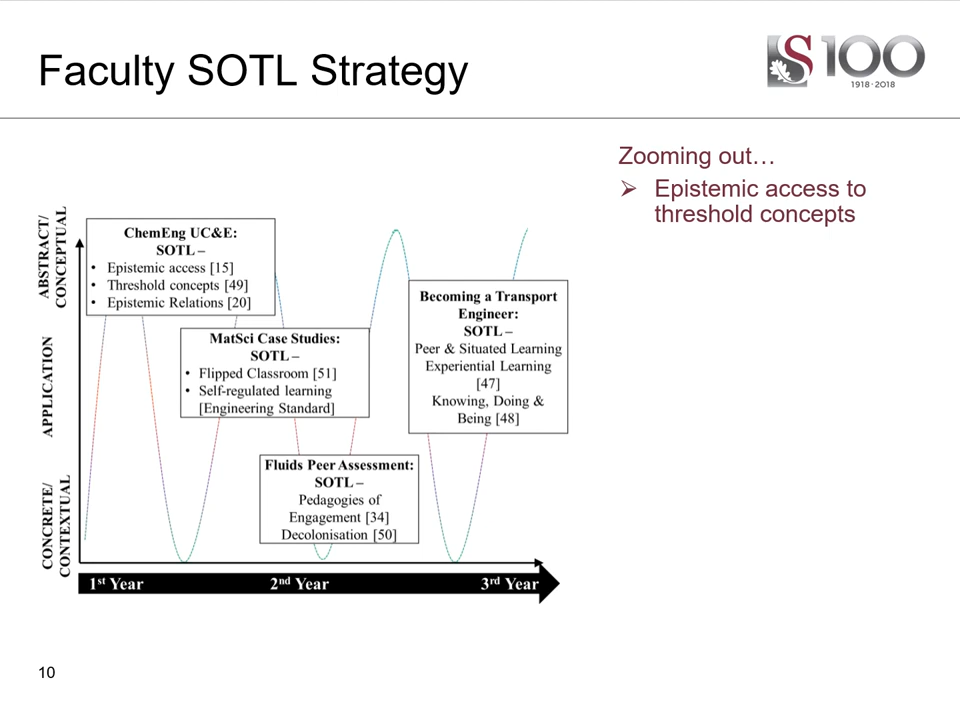 Faculty SOTL Strategy
S100
1918 · 2018
Zooming out…
➢ Epistemic access to
threshold concepts
ABSTRACT/
CONCEPTUAL
APPLICATION
CONCRETE/
CONTEXTUAL
ChemEng UC&E:
SOTL –
• Epistemic access [15]
• Threshold concepts [49]
• Epistemic Relations [20]
MatSci Case Studies:
SOTL –
• Flipped Classroom [51]
• Self-regulated learning
[Engineering Standard]
Fluids Peer Assessment:
SOTL –
Pedagogies of
Engagement [34]
Decolonisation [50]
Becoming a Transport
Engineer:
SOTL –
Peer & Situated Learning
Experiential Learning
[47]
Knowing, Doing &
Being [48]
1st Year 2nd Year 3rd Year
10